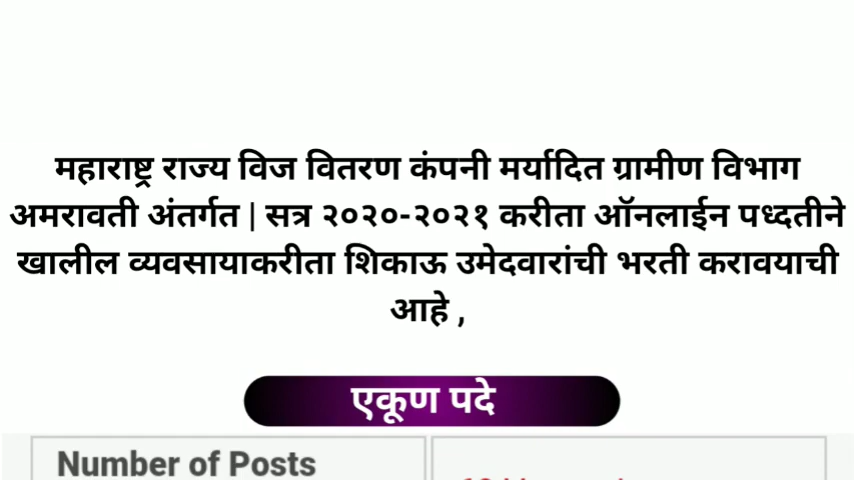 महाराष्ट्र राज्य विज वितरण कंपनी मर्यादित ग्रामीण विभाग
अमरावती अंतर्गत | सत्र २०२०-२०२१ करीता ऑनलाईन पध्दतीने
खालील व्यवसायाकरीता शिकाऊ उमेदवारांची भरती करावयाची
आहे ,
एकूण पदे
Number of Posts